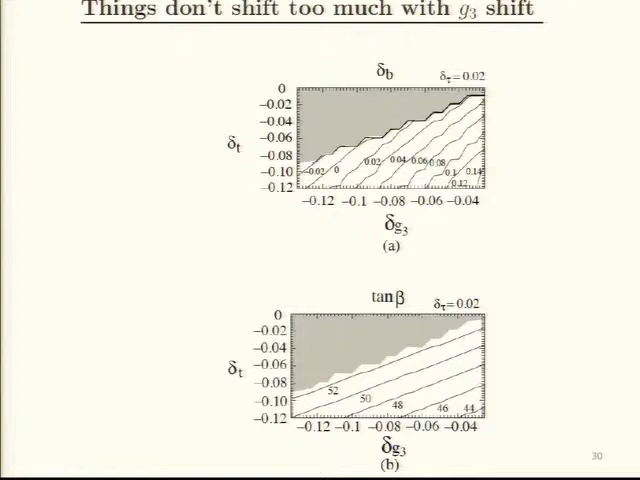 Things don't shift too much with g₃ shift
δb
δτ = 0.02
δt
0
−0.02
−0.04
−0.06
−0.08
−0.10
−0.12
−0.02 0 0.02 0.04 0.06 0.08 0.1 0.12 0.14
−0.12 −0.1 −0.08 −0.06 −0.04
δg₃
(a)
tanβ
δτ = 0.02
δt
0
−0.02
−0.04
−0.06
−0.08
−0.10
−0.12
52 50 48 46 44
−0.12 −0.1 −0.08 −0.06 −0.04
δg₃
(b)
30